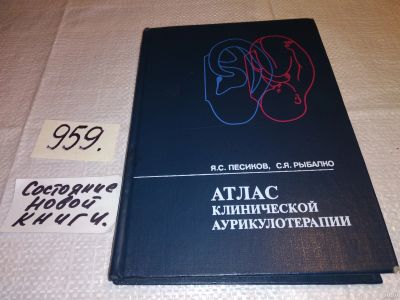 Я.С. ПЕСИКОВ, С.Я. РЫБАЛКО
АТЛАС
КЛИНИЧЕСКОЙ
АУРИКУЛОТЕРАПИИ
959.
Состояние
новой
книги.